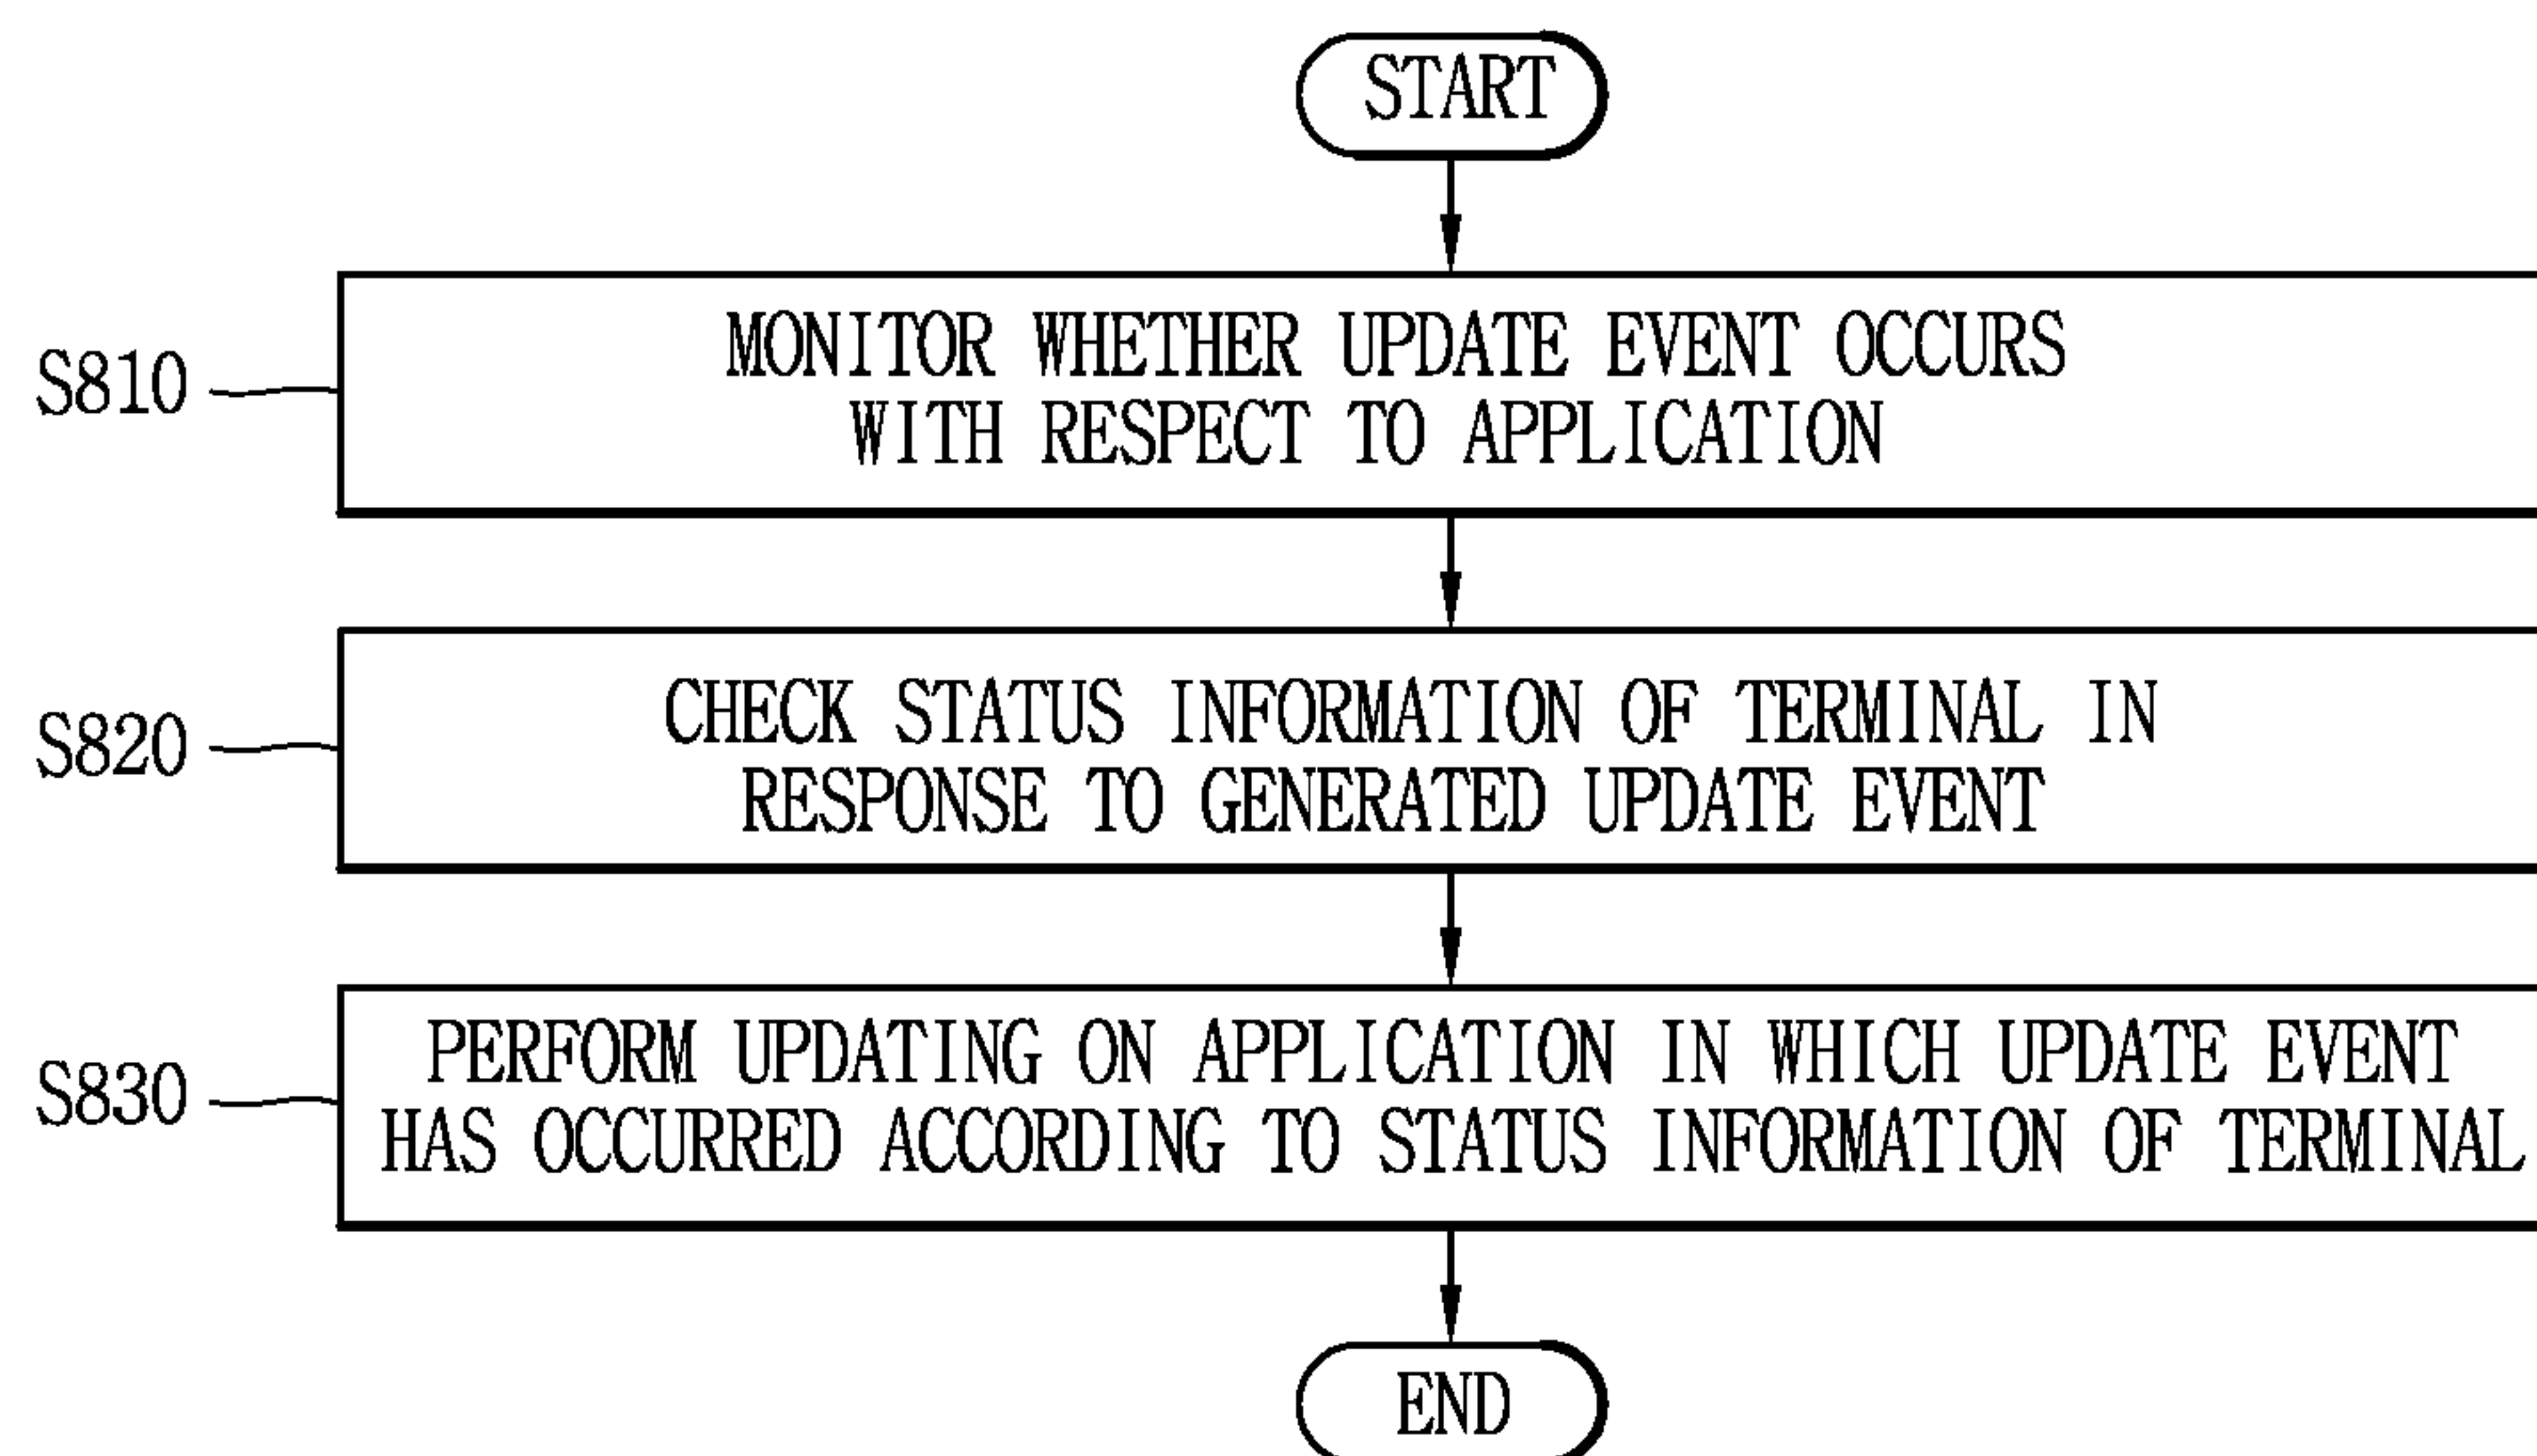 START
S810
MONITOR WHETHER UPDATE EVENT OCCURS
WITH RESPECT TO APPLICATION
S820
CHECK STATUS INFORMATION OF TERMINAL IN
RESPONSE TO GENERATED UPDATE EVENT
S830
PERFORM UPDATING ON APPLICATION IN WHICH UPDATE EVENT
HAS OCCURRED ACCORDING TO STATUS INFORMATION OF TERMINAL
END